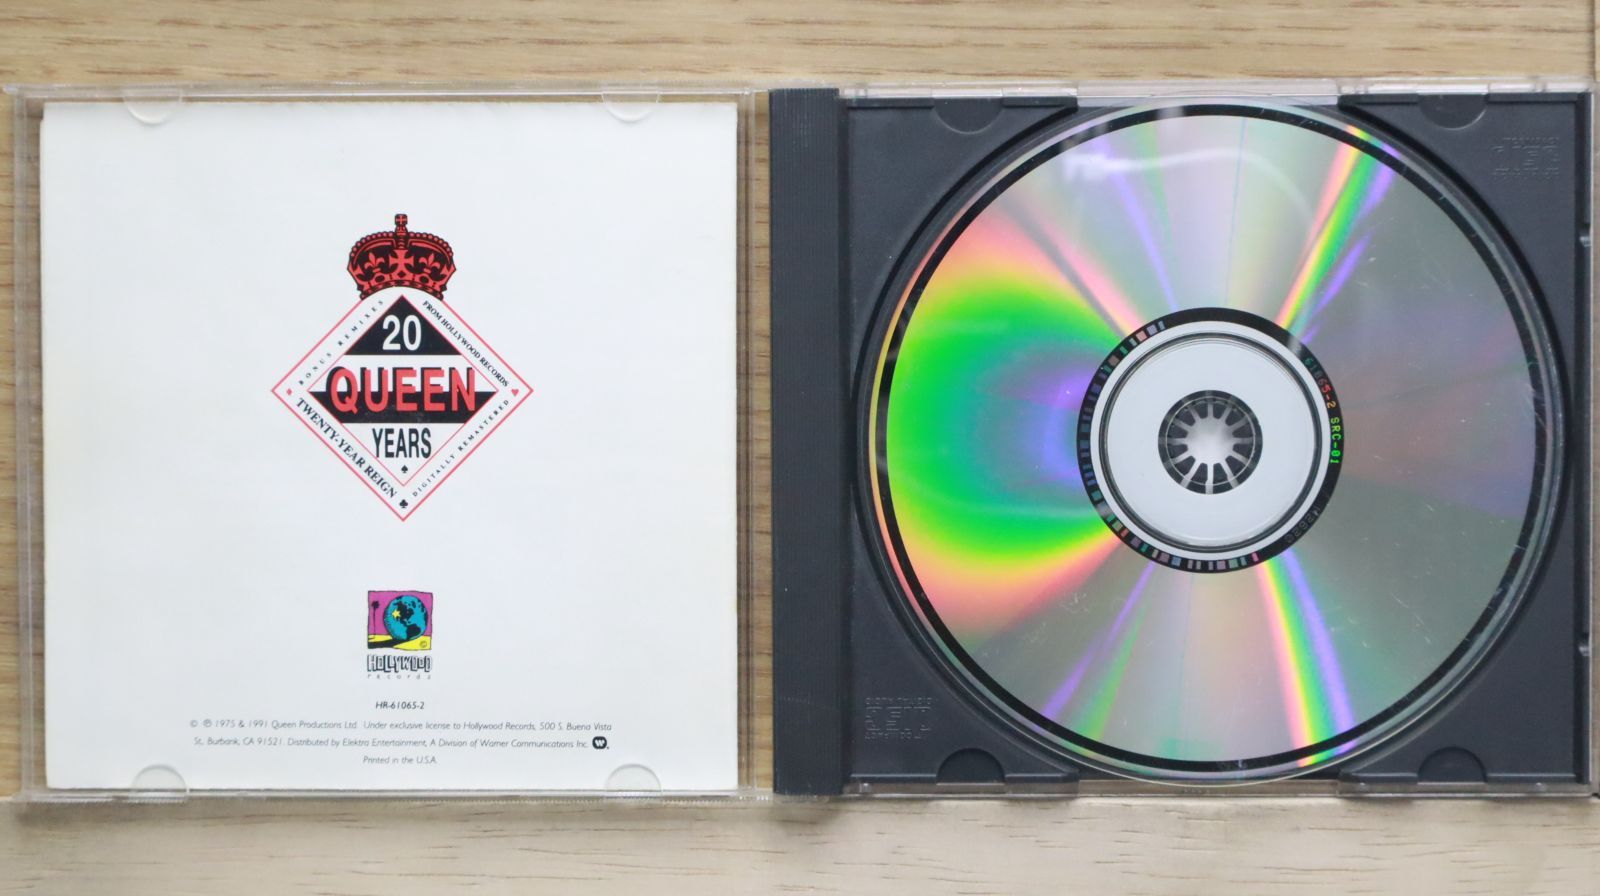 BONUS REMIXES
FROM HOLLYWOOD RECORDS
20
QUEEN
YEARS
TWENTY-YEAR REIGN
DIGITALLY REMASTERED
HOLLYWOOD
records
HR-61065-2
© ℗ 1975 & 1991 Queen Productions Ltd. Under exclusive license to Hollywood Records, 500 S. Buena Vista
St., Burbank, CA 91521. Distributed by Elektra Entertainment, A Division of Warner Communications Inc.
Printed in the U.S.A.
61065-2 SRC-01